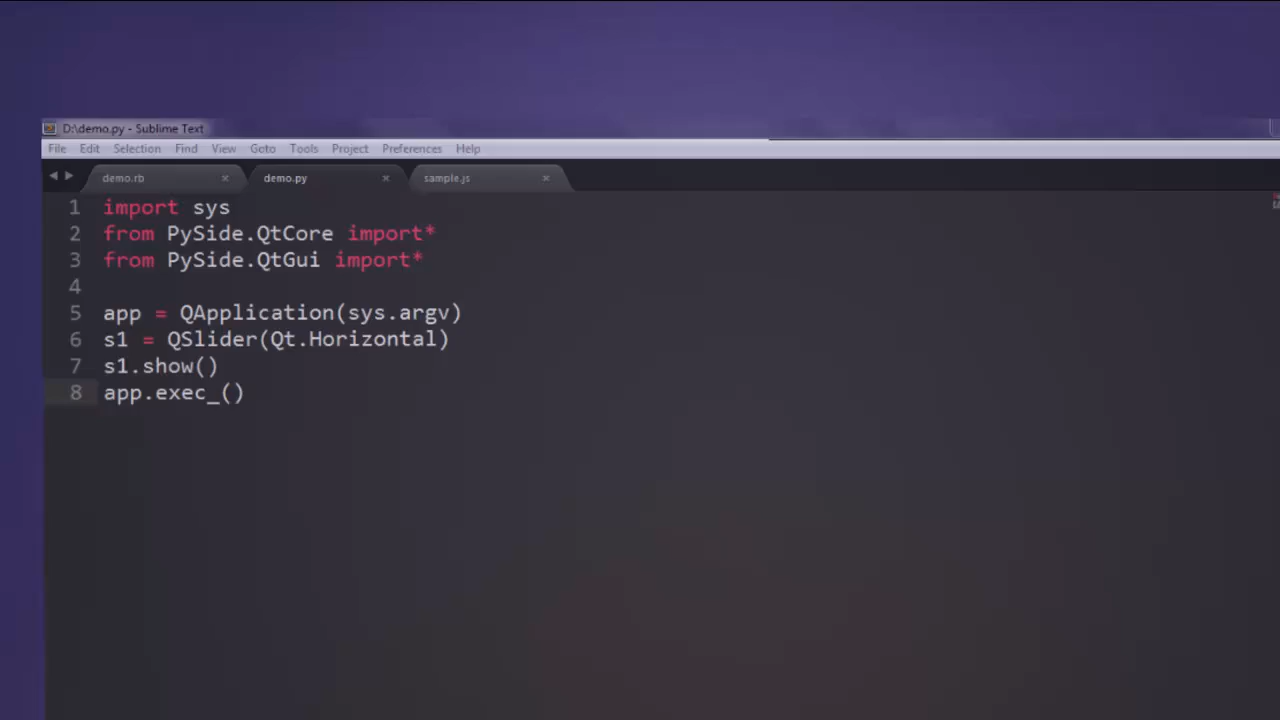 D:\demo.py - Sublime Text
File Edit Selection Find View Goto Tools Project Preferences Help
demo.rb × demo.py × sample.js ×
1 import sys
2 from PySide.QtCore import*
3 from PySide.QtGui import*
4
5 app = QApplication(sys.argv)
6 s1 = QSlider(Qt.Horizontal)
7 s1.show()
8 app.exec_()